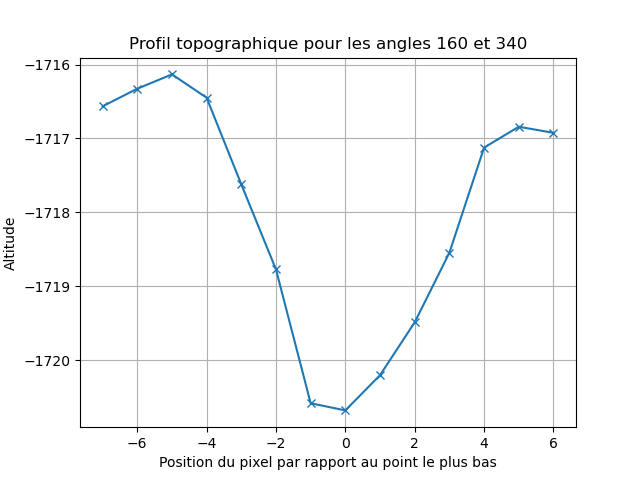 Profil topographique pour les angles 160 et 340
−1716
−1717
−1718
−1719
−1720
Altitude
−6 −4 −2 0 2 4 6
Position du pixel par rapport au point le plus bas